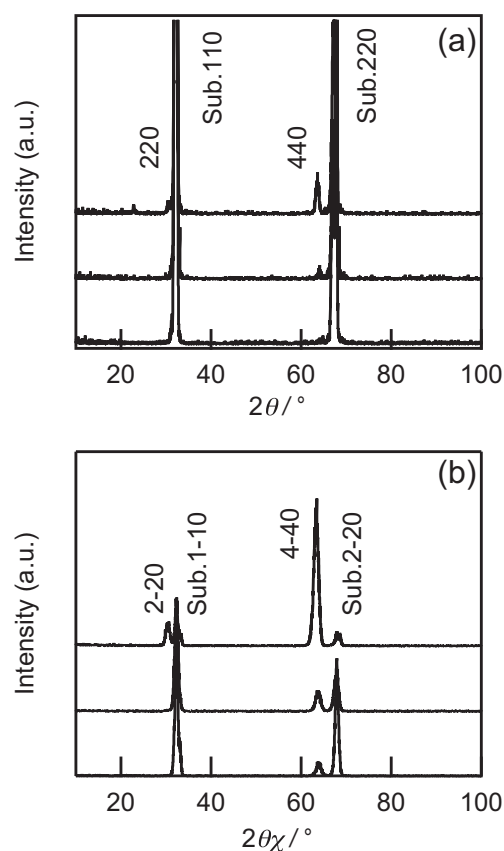 (a)
Intensity (a.u.)
220
Sub.110
440
Sub.220
20 40 60 80 100
2θ/°
(b)
Intensity (a.u.)
2-20
Sub.1-10
4-40
Sub.2-20
20 40 60 80 100
2θχ/°